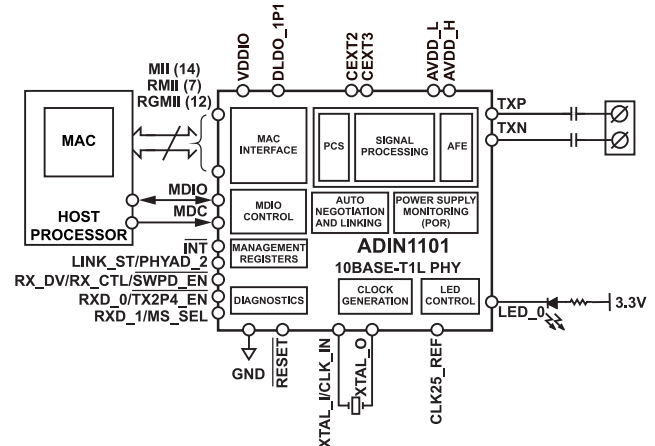 VDDIO
DLDO_1P1
CEXT2
CEXT3
AVDD_L
AVDD_H
MII (14)
RMII (7)
RGMII (12)
MAC
HOST
PROCESSOR
MDIO
MDC
MAC
INTERFACE
PCS
SIGNAL
PROCESSING
AFE
TXP
TXN
MDIO
CONTROL
AUTO
NEGOTIATION
AND LINKING
POWER SUPPLY
MONITORING
(POR)
INT
LINK_ST/PHYAD_2
RX_DV/RX_CTL/SWPD_EN
RXD_0/TX2P4_EN
RXD_1/MS_SEL
MANAGEMENT
REGISTERS
ADIN1101
10BASE-T1L PHY
DIAGNOSTICS
CLOCK
GENERATION
LED
CONTROL
LED_0
3.3V
GND
RESET
XTAL_I/CLK_IN
XTAL_O
CLK25_REF